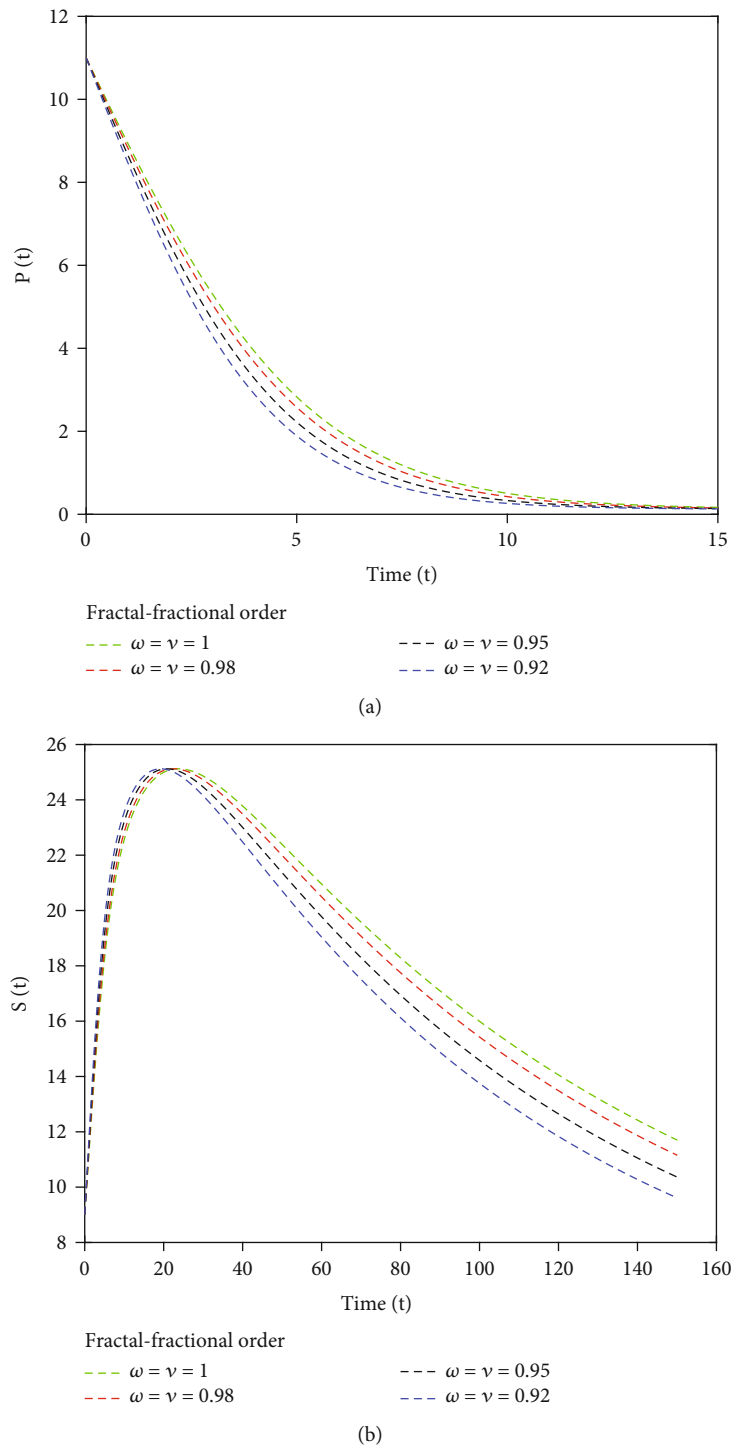 12
10
8
6
4
2
0
P (t)
0 5 10 15
Time (t)
Fractal-fractional order
ω = ν = 1
ω = ν = 0.95
ω = ν = 0.98
ω = ν = 0.92
(a)
26
24
22
20
18
16
14
12
10
8
S (t)
0 20 40 60 80 100 120 140 160
Time (t)
Fractal-fractional order
ω = ν = 1
ω = ν = 0.95
ω = ν = 0.98
ω = ν = 0.92
(b)